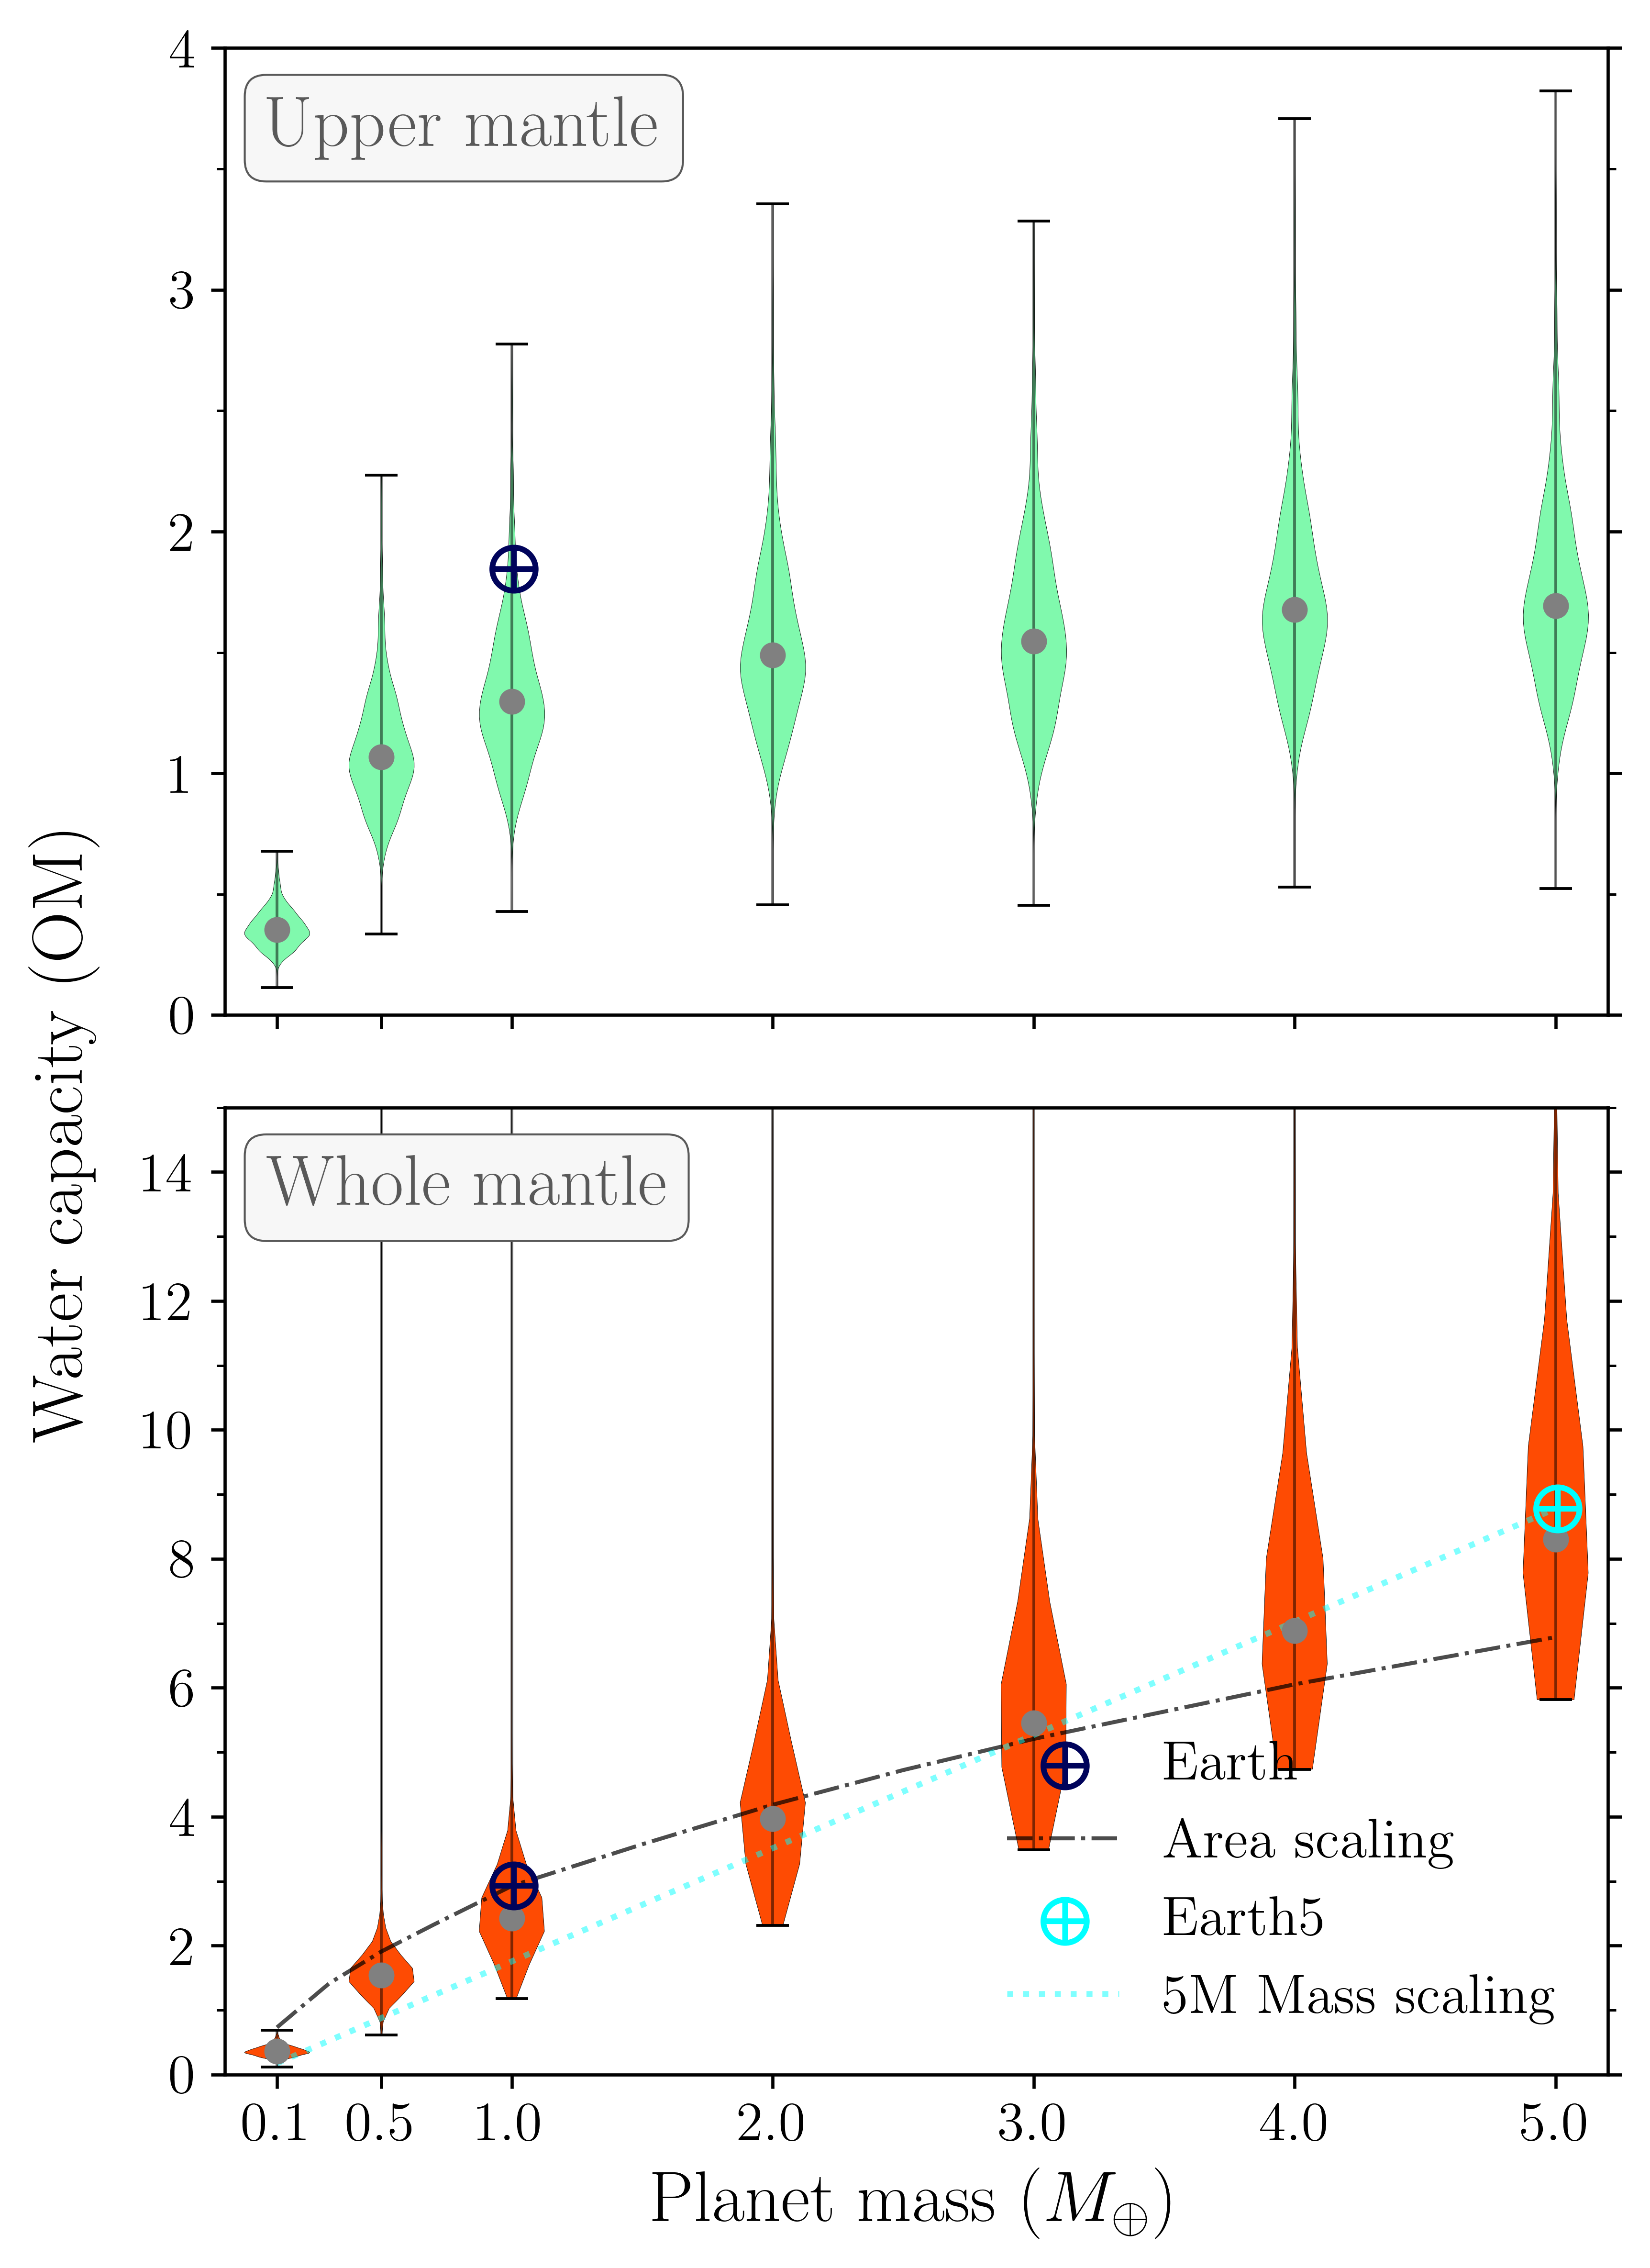 Water capacity (OM)
Upper mantle
4
3
2
1
0
Whole mantle
14
12
10
8
6
4
2
0
Earth
Area scaling
Earth5
5M Mass scaling
0.1 0.5 1.0 2.0 3.0 4.0 5.0
Planet mass (M⊕)